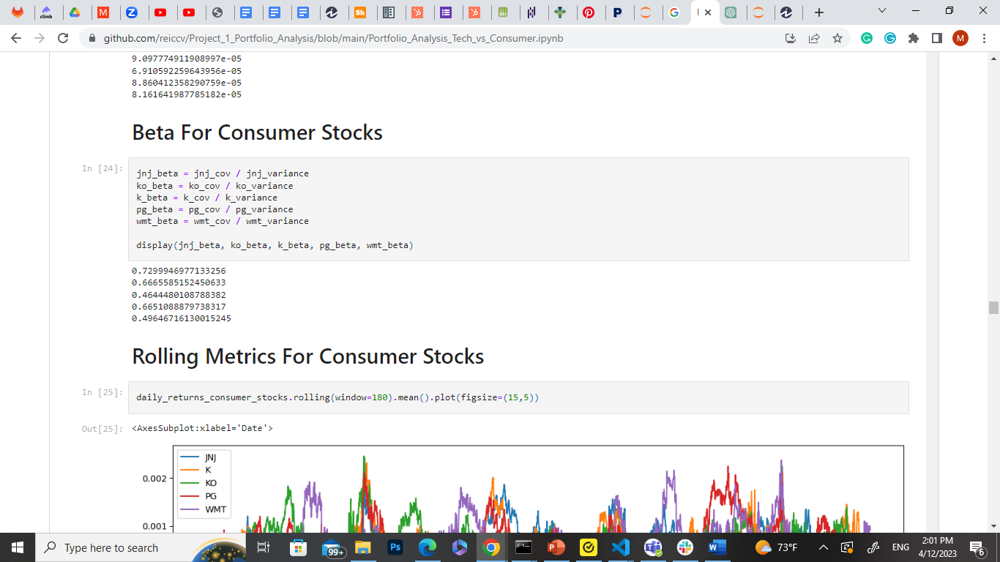 climb
M
Sh
P
github.com/reiccv/Project_1_Portfolio_Analysis/blob/main/Portfolio_Analysis_Tech_vs_Consumer.ipynb
M
9.097774911908997e-05
6.910592259643956e-05
8.860412358290759e-05
8.161641987785182e-05
Beta For Consumer Stocks
In [24]:
jnj_beta = jnj_cov / jnj_variance
ko_beta = ko_cov / ko_variance
k_beta = k_cov / k_variance
pg_beta = pg_cov / pg_variance
wmt_beta = wmt_cov / wmt_variance
display(jnj_beta, ko_beta, k_beta, pg_beta, wmt_beta)
0.7299946977133256
0.6665585152450633
0.4644480108788382
0.6651088879738317
0.49646716130015245
Rolling Metrics For Consumer Stocks
In [25]:
daily_returns_consumer_stocks.rolling(window=180).mean().plot(figsize=(15,5))
Out[25]:
<AxesSubplot:xlabel='Date'>
JNJ
K
KO
PG
WMT
0.002
0.001
Type here to search
99+
Ps
73°F
ENG
2:01 PM
4/12/2023
6